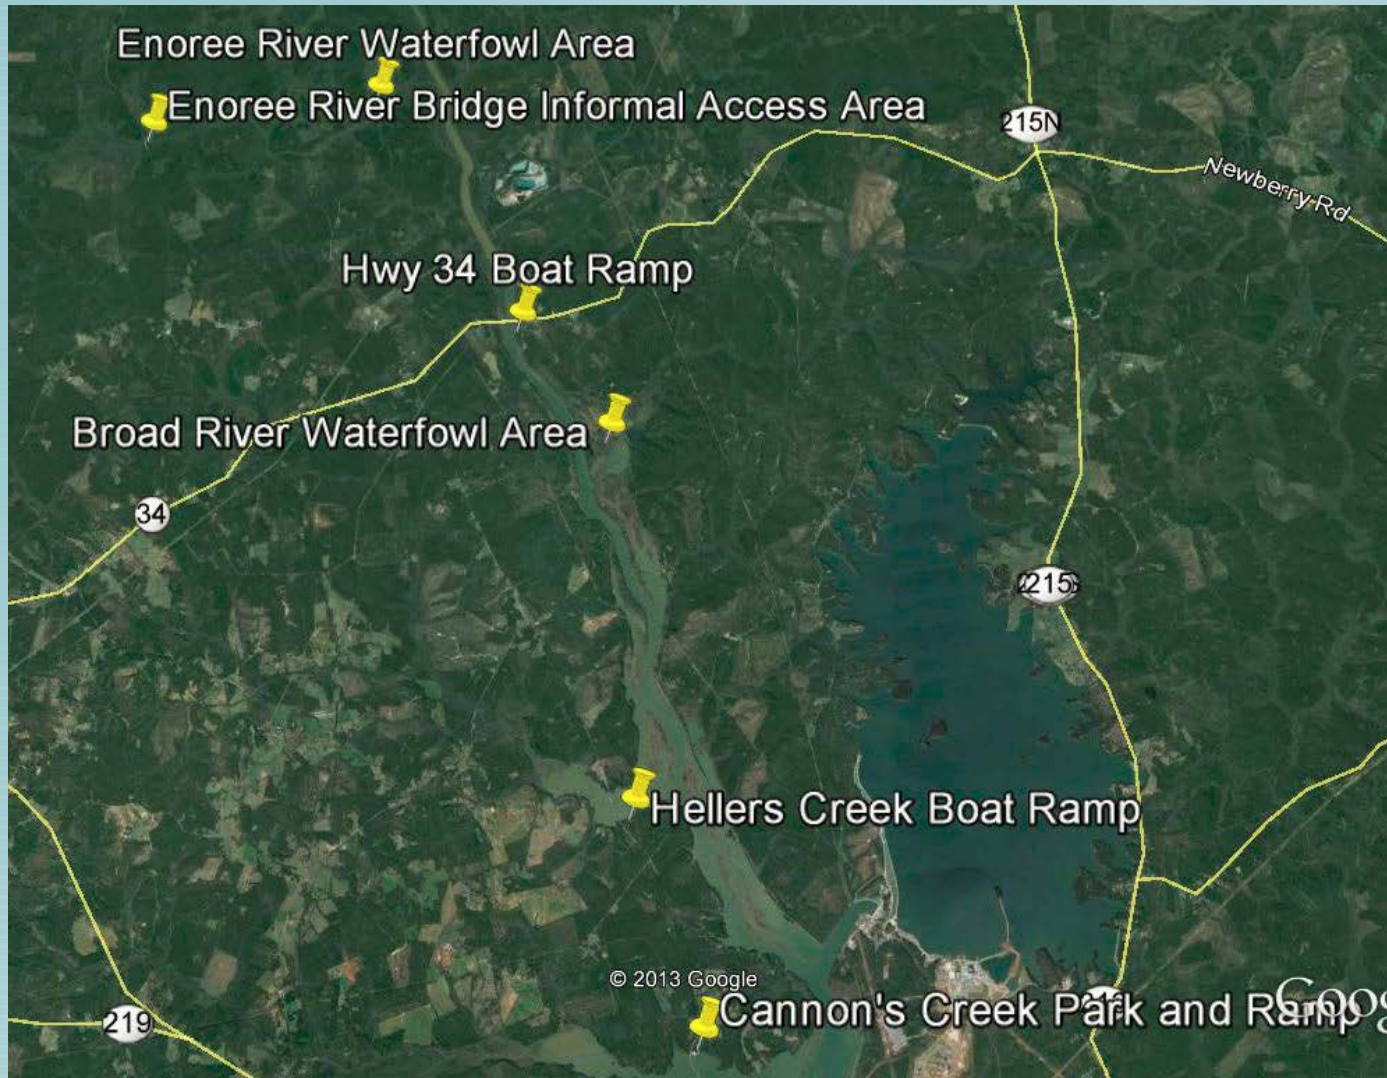 Enoree River Waterfowl Area
Enoree River Bridge Informal Access Area
215N
Newberry Rd
Hwy 34 Boat Ramp
Broad River Waterfowl Area
34
215
Hellers Creek Boat Ramp
© 2013 Google
Cannon's Creek Park and Ramp
219